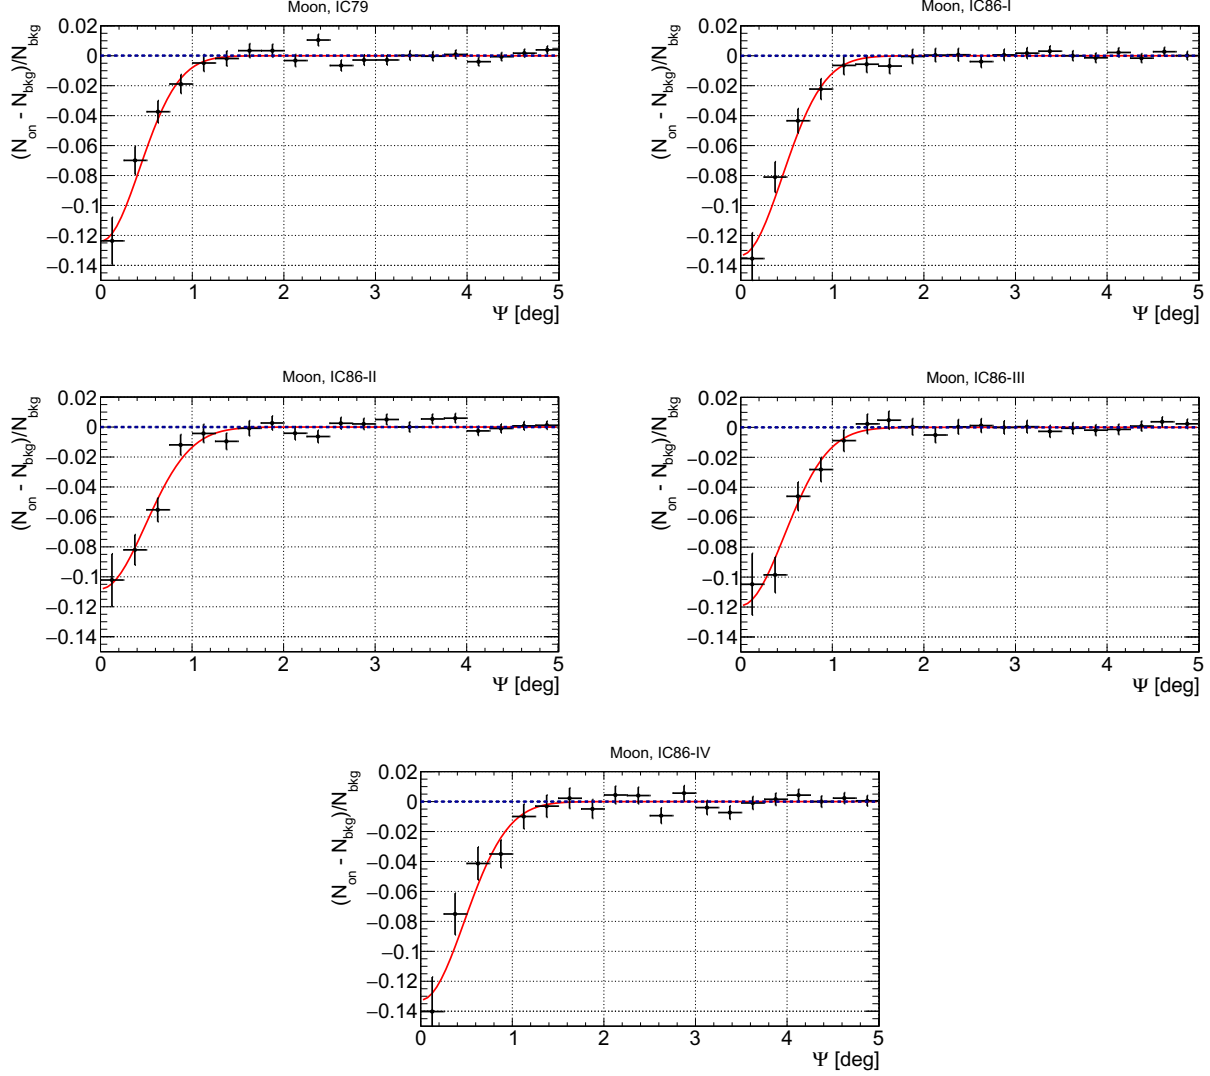 Moon, IC79
(N_on - N_bkg)/N_bkg
0.02
0
−0.02
−0.04
−0.06
−0.08
−0.1
−0.12
−0.14
0 1 2 3 4 5
Ψ [deg]
Moon, IC86-I
(N_on - N_bkg)/N_bkg
0.02
0
−0.02
−0.04
−0.06
−0.08
−0.1
−0.12
−0.14
0 1 2 3 4 5
Ψ [deg]
Moon, IC86-II
(N_on - N_bkg)/N_bkg
0.02
0
−0.02
−0.04
−0.06
−0.08
−0.1
−0.12
−0.14
0 1 2 3 4 5
Ψ [deg]
Moon, IC86-III
(N_on - N_bkg)/N_bkg
0.02
0
−0.02
−0.04
−0.06
−0.08
−0.1
−0.12
−0.14
0 1 2 3 4 5
Ψ [deg]
Moon, IC86-IV
(N_on - N_bkg)/N_bkg
0.02
0
−0.02
−0.04
−0.06
−0.08
−0.1
−0.12
−0.14
0 1 2 3 4 5
Ψ [deg]